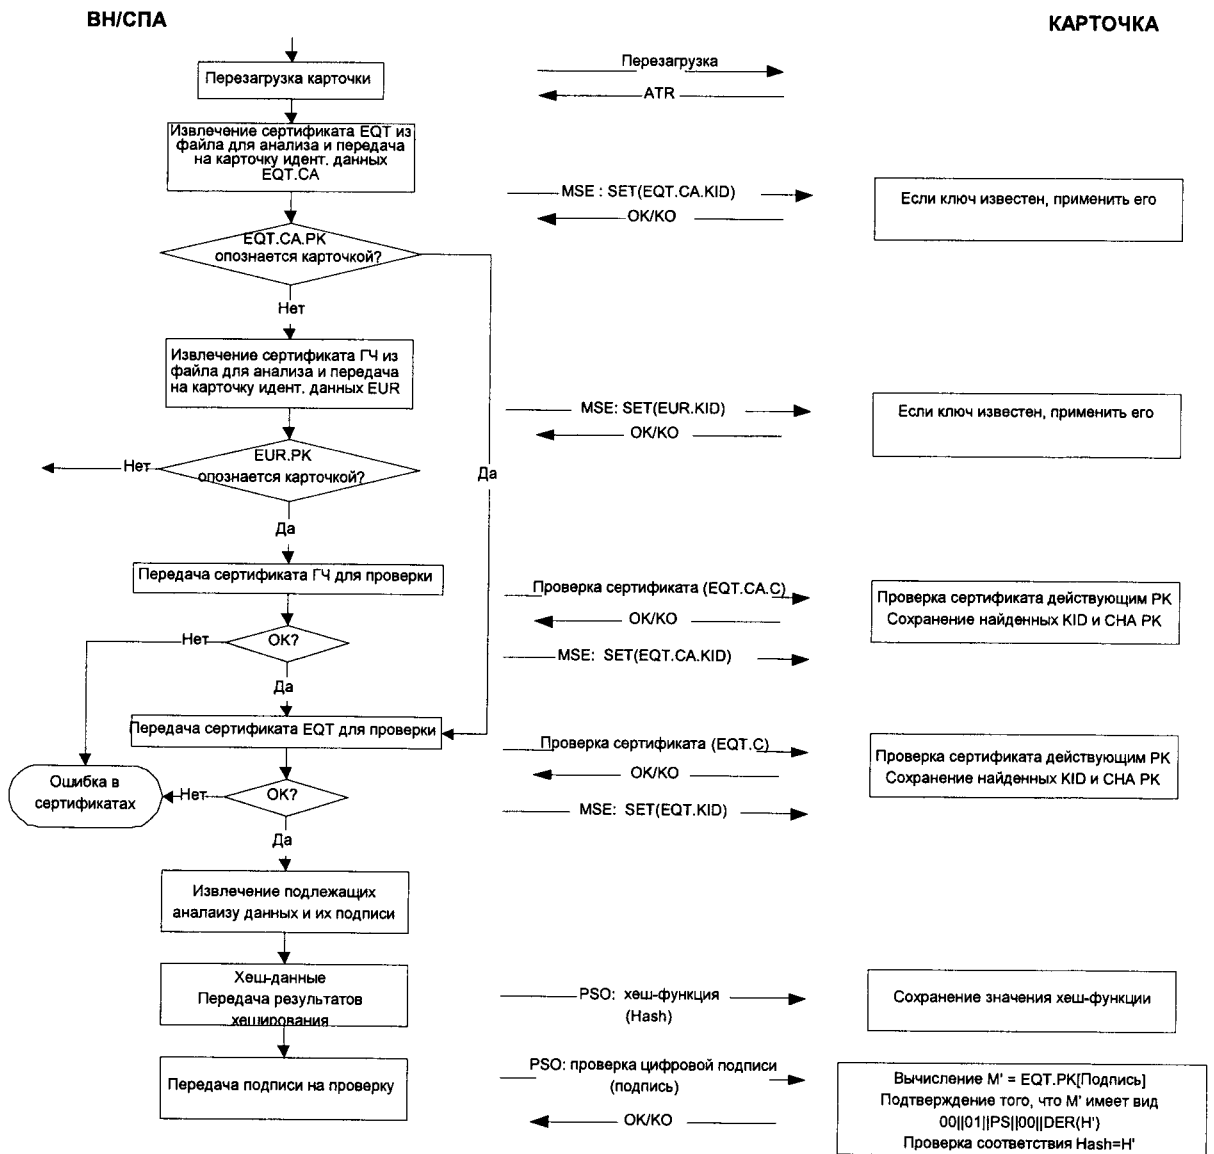 ВН/СПА
КАРТОЧКА
Перезагрузка карточки
Перезагрузка
ATR
Извлечение сертификата EQT из
файла для анализа и передача
на карточку идент. данных
EQT.CA
MSE : SET(EQT.CA.KID)
OK/KO
Если ключ известен, применить его
EQT.CA.PK
опознается карточкой?
Нет
Да
Извлечение сертификата ГЧ из
файла для анализа и передача
на карточку идент. данных EUR
MSE: SET(EUR.KID)
OK/KO
Если ключ известен, применить его
EUR.PK
опознается карточкой?
Нет
Да
Передача сертификата ГЧ для проверки
Проверка сертификата (EQT.CA.C)
OK/KO
MSE: SET(EQT.CA.KID)
Проверка сертификата действующим PK
Сохранение найденных KID и CHA PK
OK?
Нет
Да
Передача сертификата EQT для проверки
Проверка сертификата (EQT.C)
OK/KO
MSE: SET(EQT.KID)
Проверка сертификата действующим PK
Сохранение найденных KID и CHA PK
Ошибка в
сертификатах
Нет
OK?
Да
Извлечение подлежащих
аналаизу данных и их подписи
Хеш-данные
Передача результатов
хеширования
PSO: хеш-функция
(Hash)
Сохранение значения хеш-функции
Передача подписи на проверку
PSO: проверка цифровой подписи
(подпись)
OK/KO
Вычисление M' = EQT.PK[Подпись]
Подтверждение того, что M' имеет вид
00||01||PS||00||DER(H')
Проверка соответствия Hash=H'